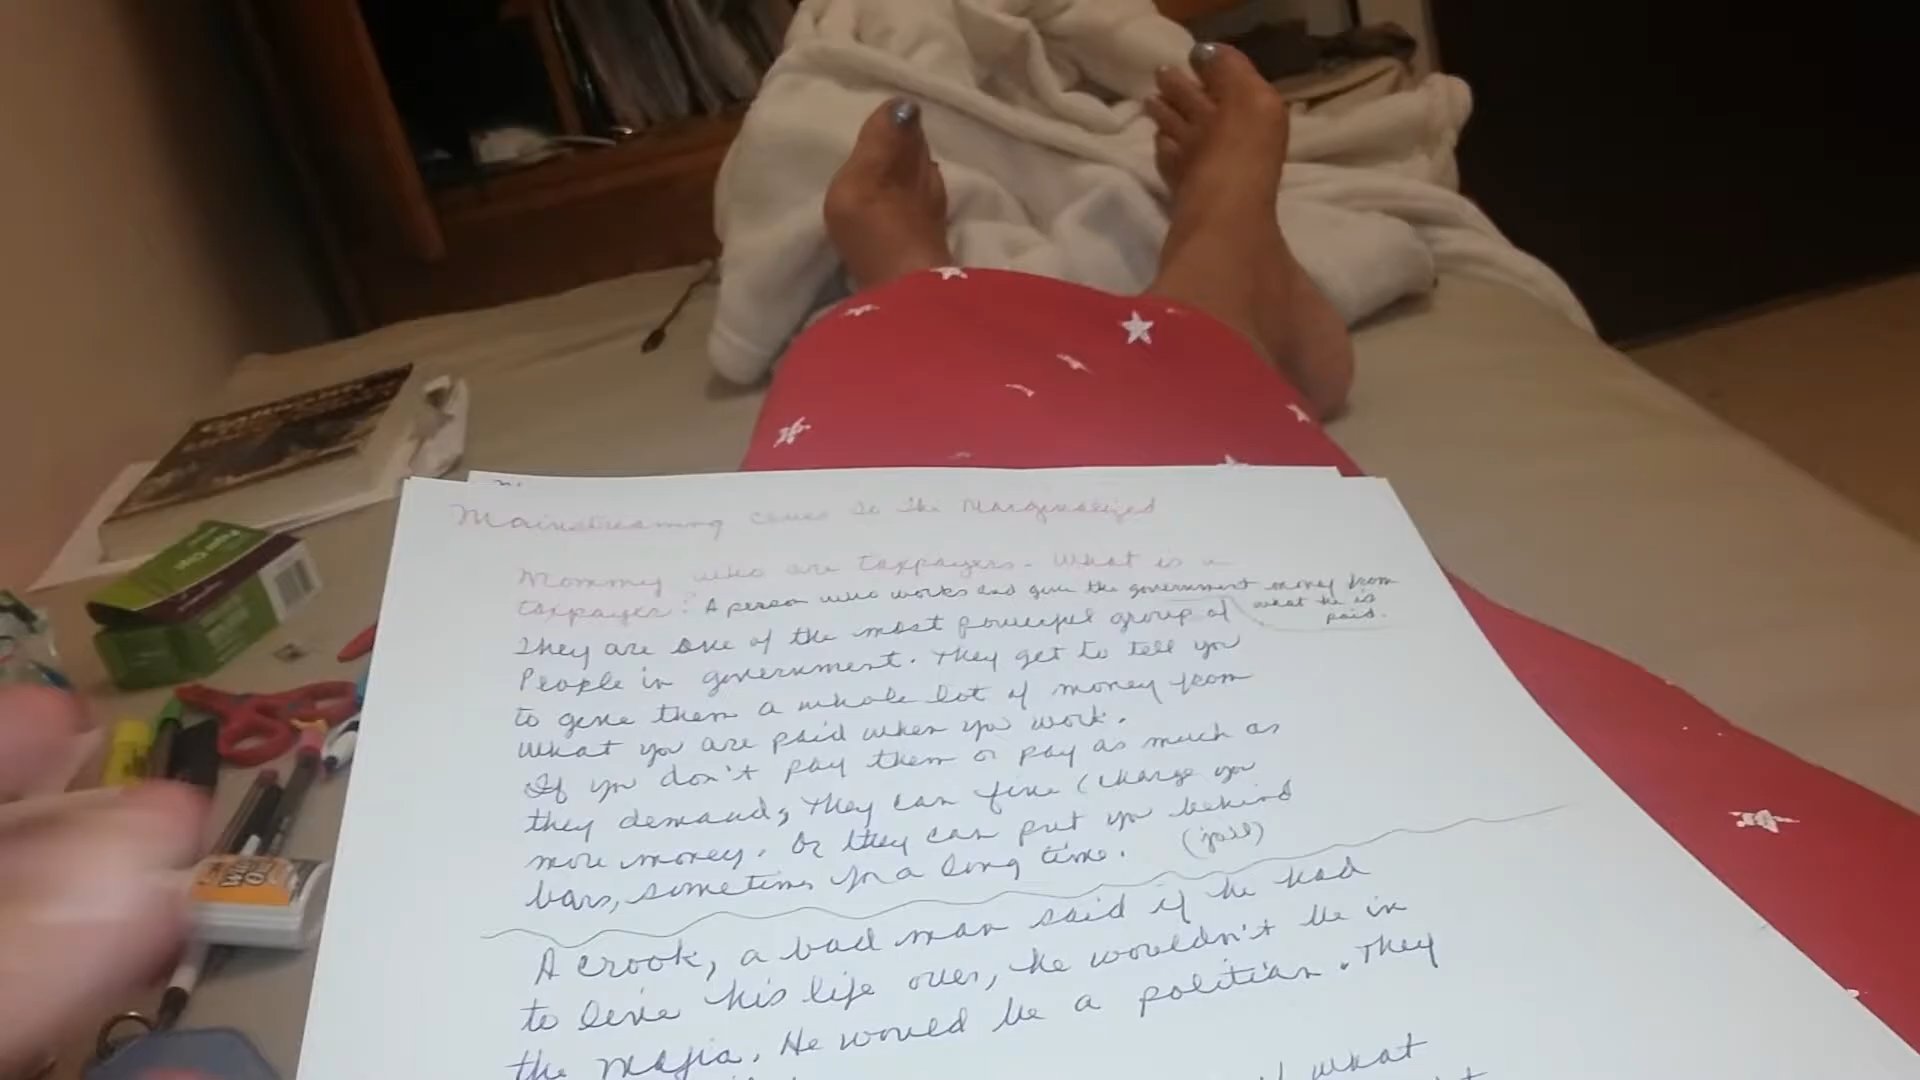 Mainstreaming comes to the Marginalized
Mommy who are taxpayers. What is a
taxpayer? A person who works and give the government money from
what he is
paid.
They are one of the most powerful group of
People in government. They get to tell you
to give them a whole lot of money from
what you are paid when you work.
If you don't pay them or pay as much as
they demand, They can fine (charge you
more money. Or they can put you behind
(jail)
bars, sometimes for a long time.
A crook, a bad man said if he had
to live his life over, he wouldn't be in
the Mafia. He would be a politian. They
what
Paper Clips